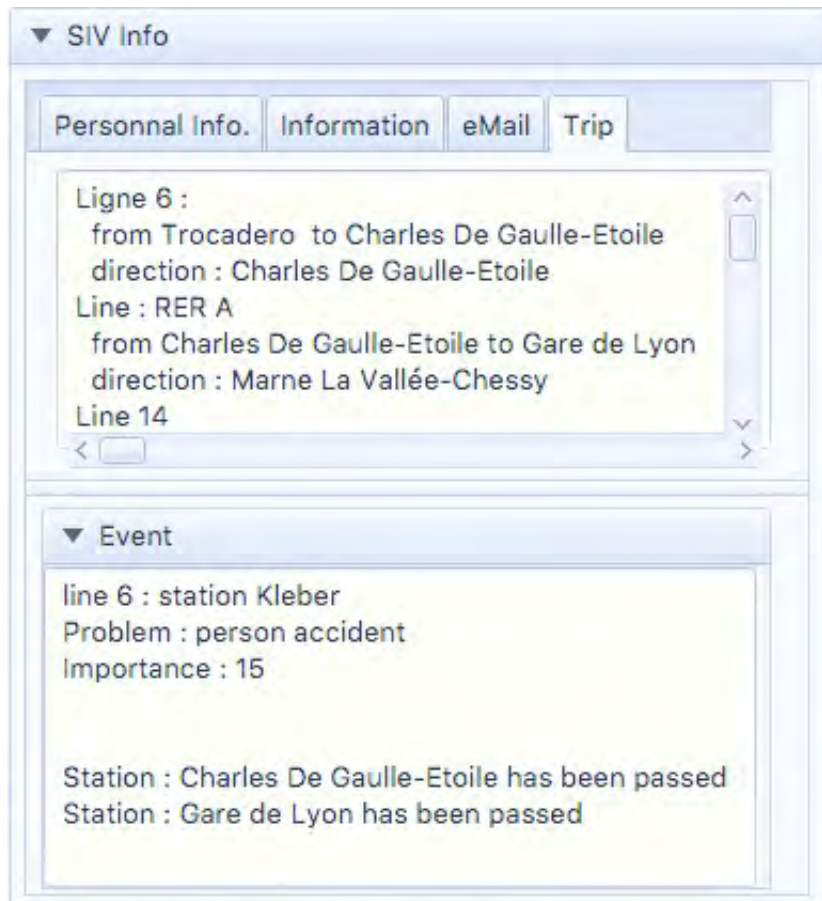 SIV Info
Personnal Info. Information eMail Trip
Ligne 6 :
from Trocadero to Charles De Gaulle-Etoile
direction : Charles De Gaulle-Etoile
Line : RER A
from Charles De Gaulle-Etoile to Gare de Lyon
direction : Marne La Vallée-Chessy
Line 14
Event
line 6 : station Kleber
Problem : person accident
Importance : 15
Station : Charles De Gaulle-Etoile has been passed
Station : Gare de Lyon has been passed